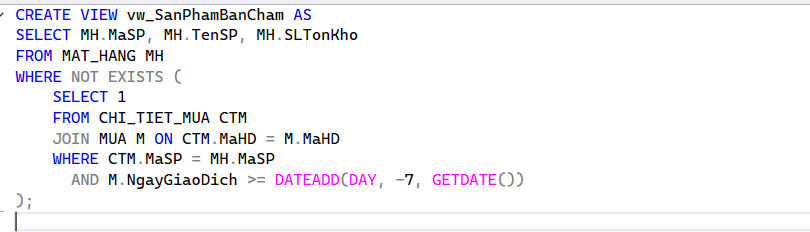 CREATE VIEW vw_SanPhamBanCham AS
SELECT MH.MaSP, MH.TenSP, MH.SLTonKho
FROM MAT_HANG MH
WHERE NOT EXISTS (
    SELECT 1
    FROM CHI_TIET_MUA CTM
    JOIN MUA M ON CTM.MaHD = M.MaHD
    WHERE CTM.MaSP = MH.MaSP
      AND M.NgayGiaoDich >= DATEADD(DAY, -7, GETDATE())
);